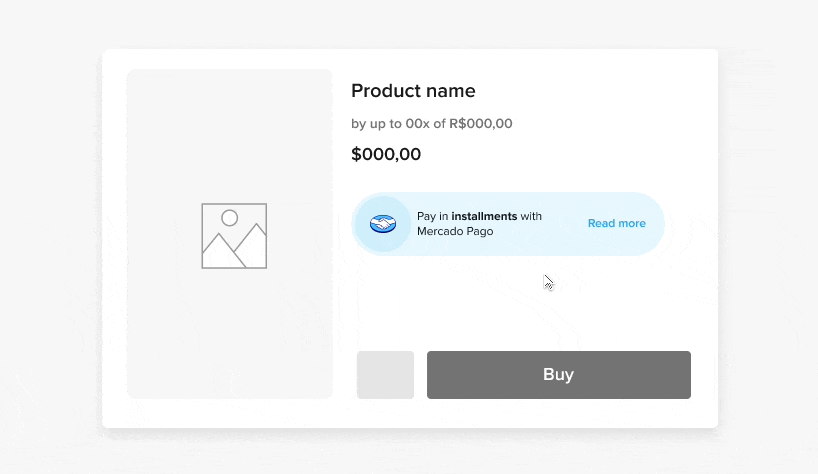 Product name
by up to 00x of R$000,00
$000,00
Pay in installments with
Mercado Pago
Read more
Buy